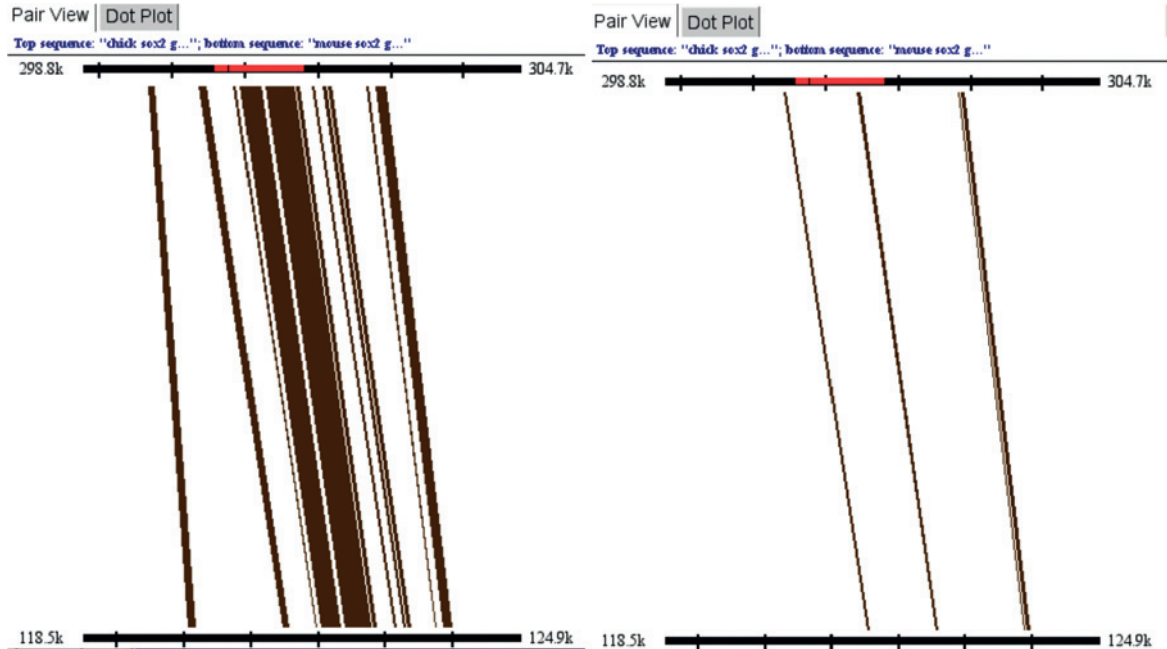 Pair View Dot Plot
Top sequence: "chick sox2 g..."; bottom sequence: "mouse sox2 g..."
298.8k 304.7k
118.5k 124.9k
Pair View Dot Plot
Top sequence: "chick sox2 g..."; bottom sequence: "mouse sox2 g..."
298.8k 304.7k
118.5k 124.9k